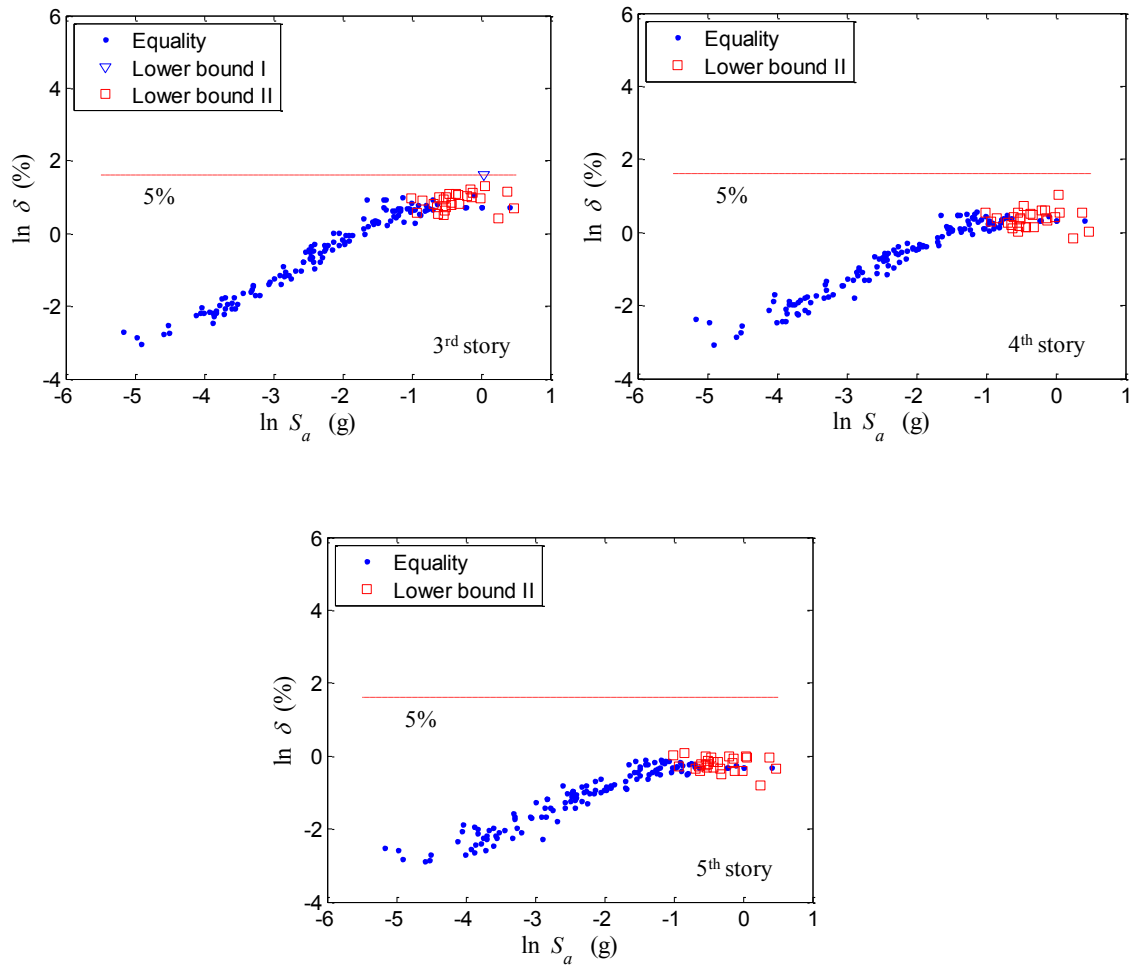 6
4
2
0
-2
-4
ln δ (%)
Equality
Lower bound I
Lower bound II
5%
3rd story
-6 -5 -4 -3 -2 -1 0 1
ln Sa (g)
6
4
2
0
-2
-4
ln δ (%)
Equality
Lower bound II
5%
4th story
-6 -5 -4 -3 -2 -1 0 1
ln Sa (g)
6
4
2
0
-2
-4
ln δ (%)
Equality
Lower bound II
5%
5th story
-6 -5 -4 -3 -2 -1 0 1
ln Sa (g)